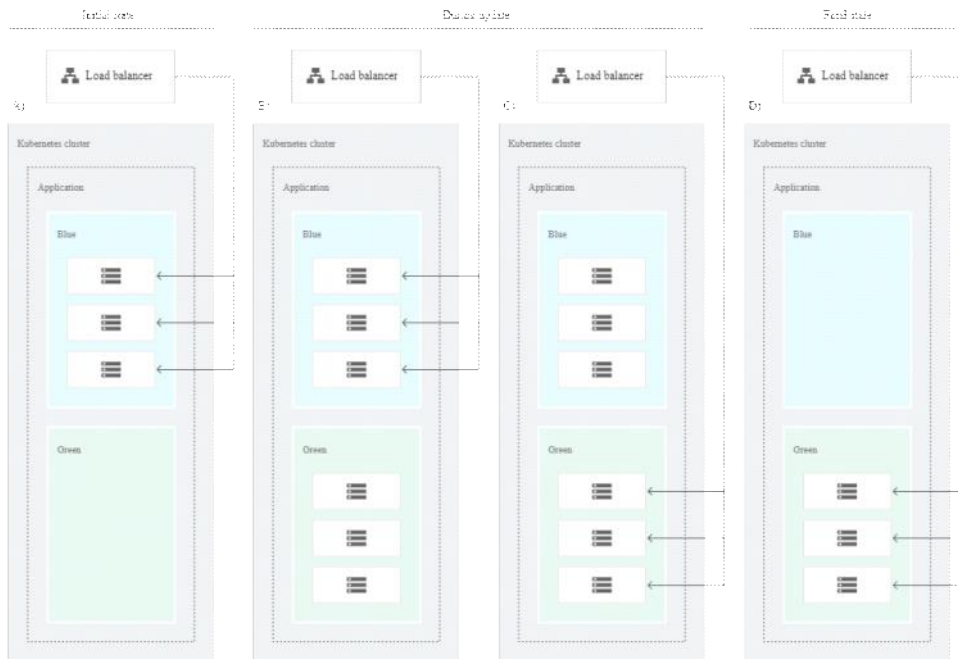 Initial state
During update
Final state
Load balancer
Load balancer
Load balancer
Load balancer
A)
B)
C)
D)
Kubernetes cluster
Kubernetes cluster
Kubernetes cluster
Kubernetes cluster
Application
Application
Application
Application
Blue
Blue
Blue
Blue
Green
Green
Green
Green